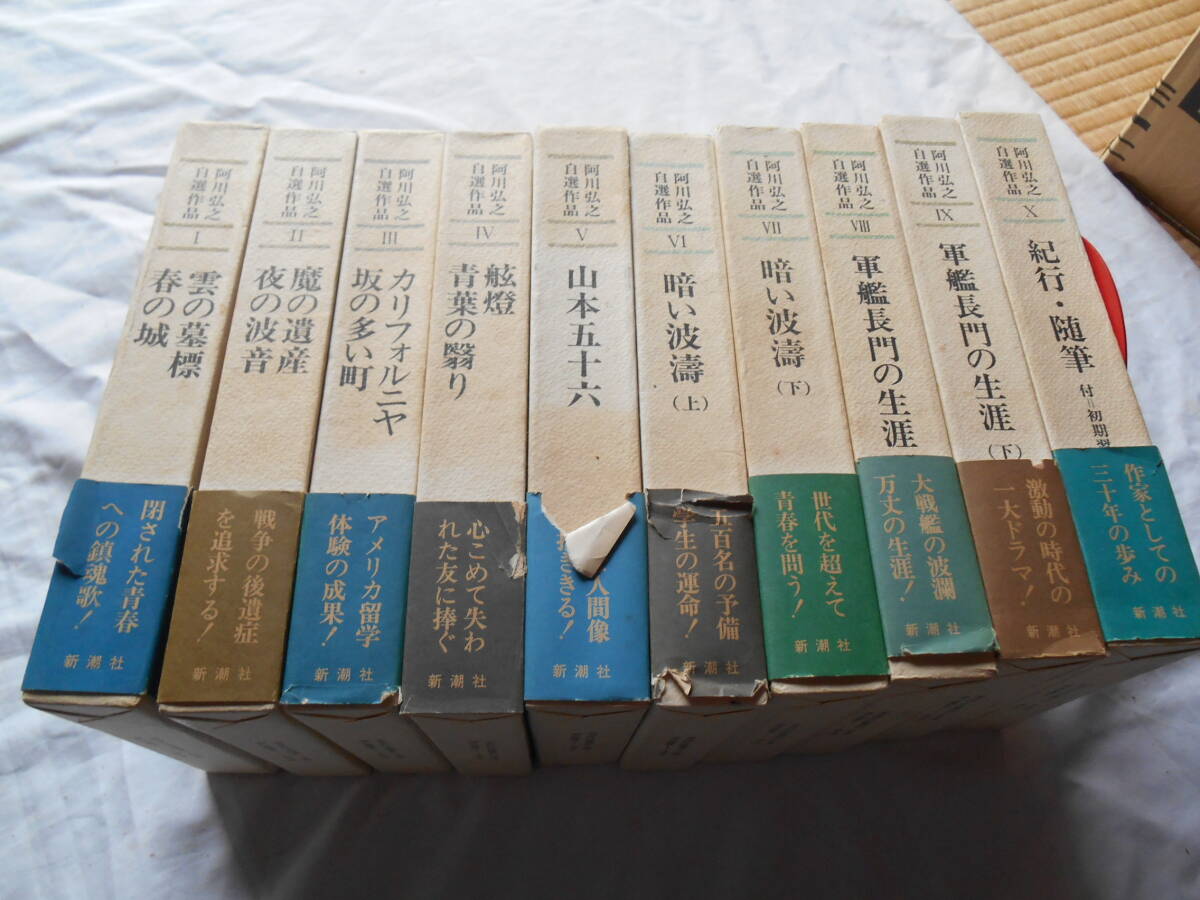 阿川弘之
自選作品
I
雲の墓標
春の城
閉された青春
への鎮魂歌!
新潮社
阿川弘之
自選作品
II
魔の遺産
夜の波音
戦争の後遺症
を追求する!
新潮社
阿川弘之
自選作品
III
カリフォルニヤ
坂の多い町
アメリカ留学
体験の成果!
新潮社
阿川弘之
自選作品
IV
舷燈
青葉の翳り
心こめて失わ
れた友に捧ぐ
新潮社
阿川弘之
自選作品
V
山本五十六
人間像
きる!
新潮社
阿川弘之
自選作品
VI
暗い波濤
(上)
五百名の予備
学生の運命!
新潮社
阿川弘之
自選作品
VII
暗い波濤
(下)
世代を超えて
青春を問う!
新潮社
阿川弘之
自選作品
VIII
軍艦長門の生涯
大戦艦の波瀾
万丈の生涯!
新潮社
阿川弘之
自選作品
IX
軍艦長門の生涯
(下)
激動の時代の
一大ドラマ!
新潮社
阿川弘之
自選作品
X
紀行・随筆
付=初期習
作家としての
三十年の歩み
新潮社